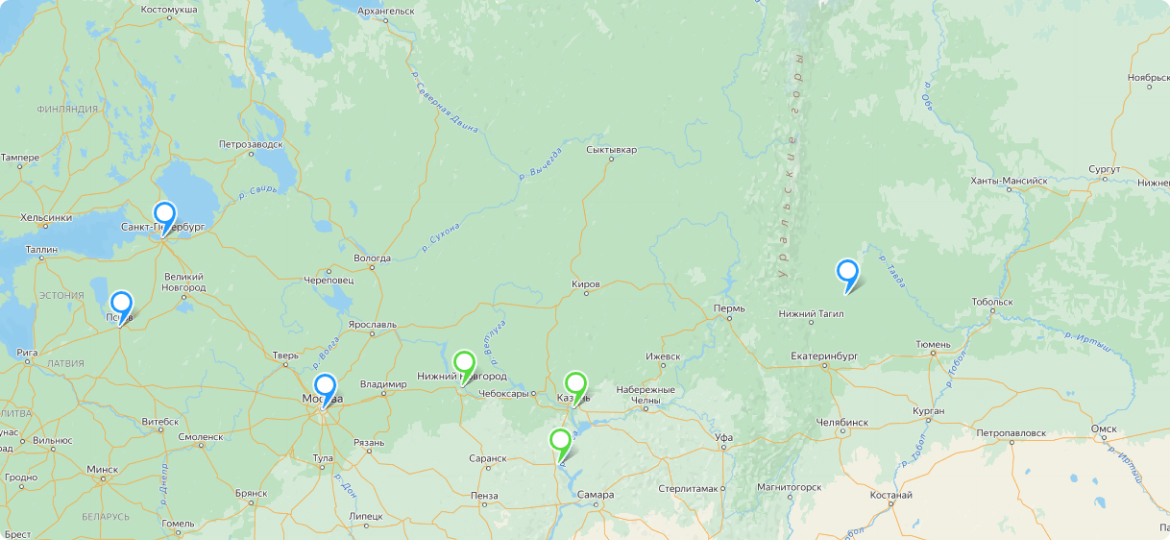 Костомукша
Архангельск
р. Северная Двина
Уральские горы
Ноябрьск
р. Обь
ФИНЛЯНДИЯ
Тампере
Петрозаводск
Сыктывкар
р. Вычегда
р. Свирь
Сургут
Ханты-Мансийск
Хельсинки
Санкт-Петербург
Таллин
р. Сухона
Вологда
Череповец
Великий
Новгород
ЭСТОНИЯ
Киров
р. Тавда
Тобольск
Пермь
Нижний Тагил
Рига
ЛАТВИЯ
Ярославль
р. Ветлуга
р. Волга
Тверь
р. Иртыш
Тюмень
Екатеринбург
Ижевск
р. Тобол
Нижний Новгород
Владимир
Чебоксары
Москва
Казань
Набережные
Челны
ЛИТВА
Курган
Витебск
Челябинск
Омск
Петропавловск
Вильнюс
Смоленск
Рязань
Уфа
Тула
Саранск
р. Тобол
р. Иртыш
Минск
Гродно
р. Днепр
р. Дон
Брянск
Пенза
Самара
Стерлитамак
Магнитогорск
Костанай
Липецк
БЕЛАРУСЬ
Гомель
Брест